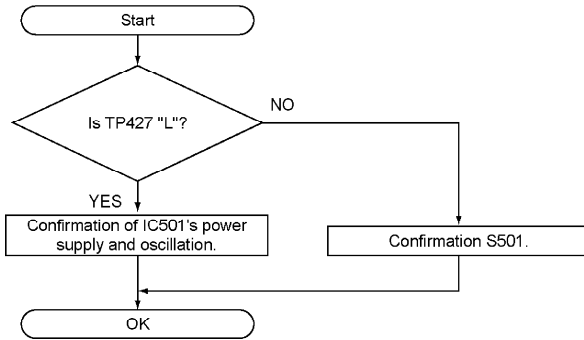 Start
Is TP427 "L"?
NO
YES
Confirmation of IC501's power
supply and oscillation.
Confirmation S501.
OK